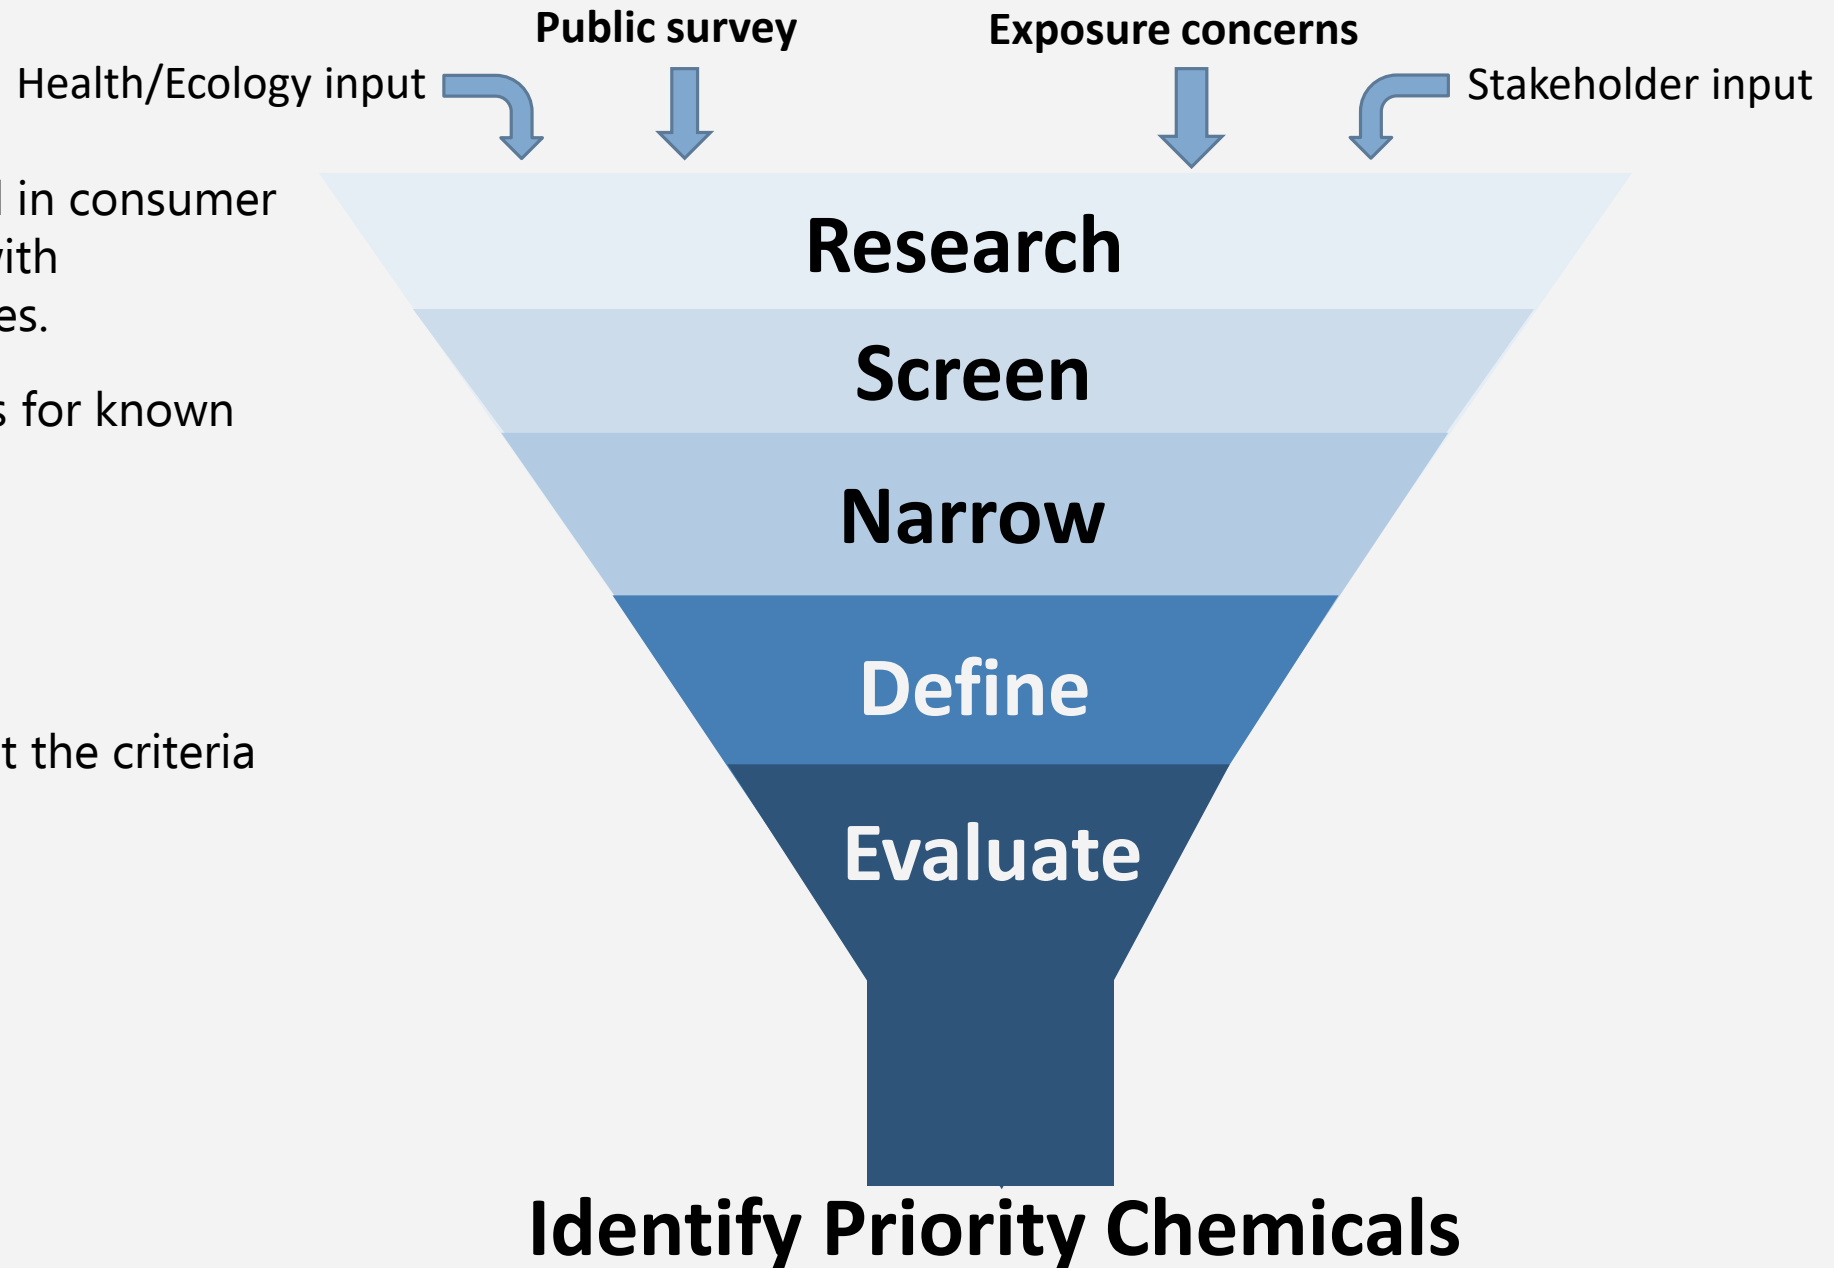 Public survey
Exposure concerns
Health/Ecology input
Stakeholder input
in consumer
Research
es.
Screen
s for known
Narrow
Define
t the criteria
Evaluate
Identify Priority Chemicals